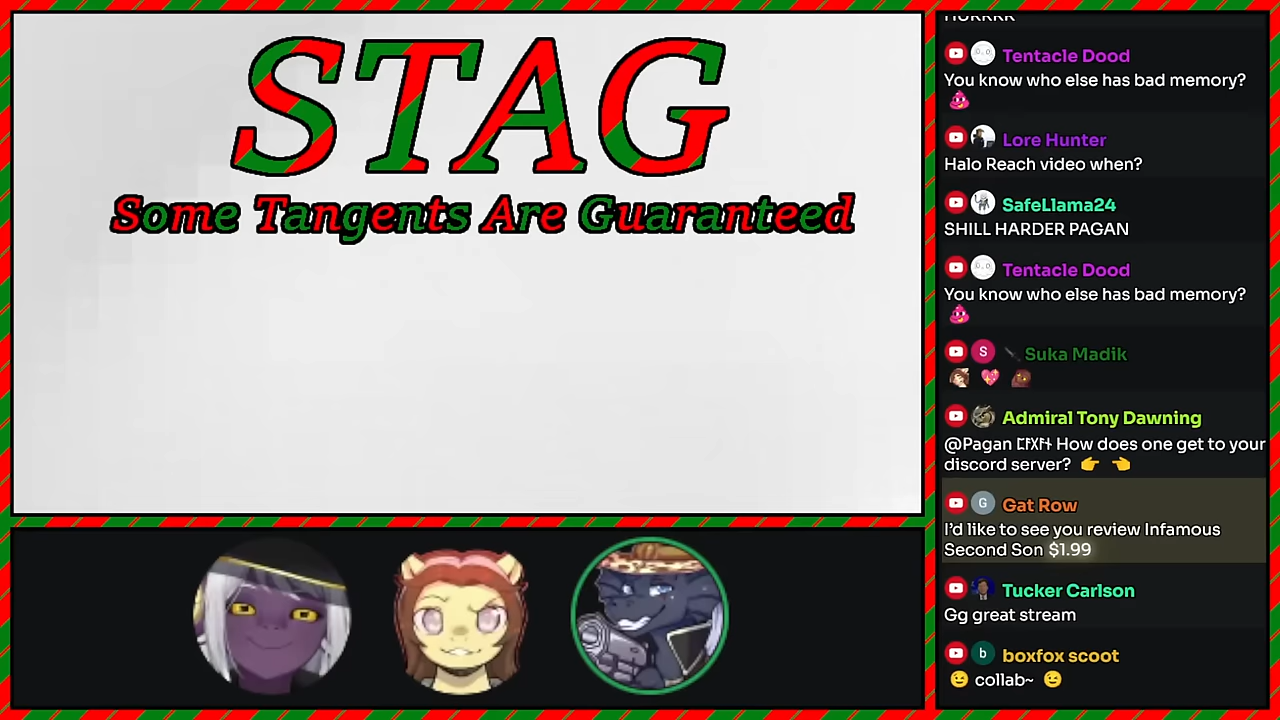 STAG
Some Tangents Are Guaranteed
Tentacle Dood
You know who else has bad memory?
Lore Hunter
Halo Reach video when?
SafeLlama24
SHILL HARDER PAGAN
Tentacle Dood
You know who else has bad memory?
S Suka Madik
Admiral Tony Dawning
@Pagan How does one get to your
discord server?
G Gat Row
I'd like to see you review Infamous
Second Son $1.99
Tucker Carlson
Gg great stream
b boxfox scoot
collab~